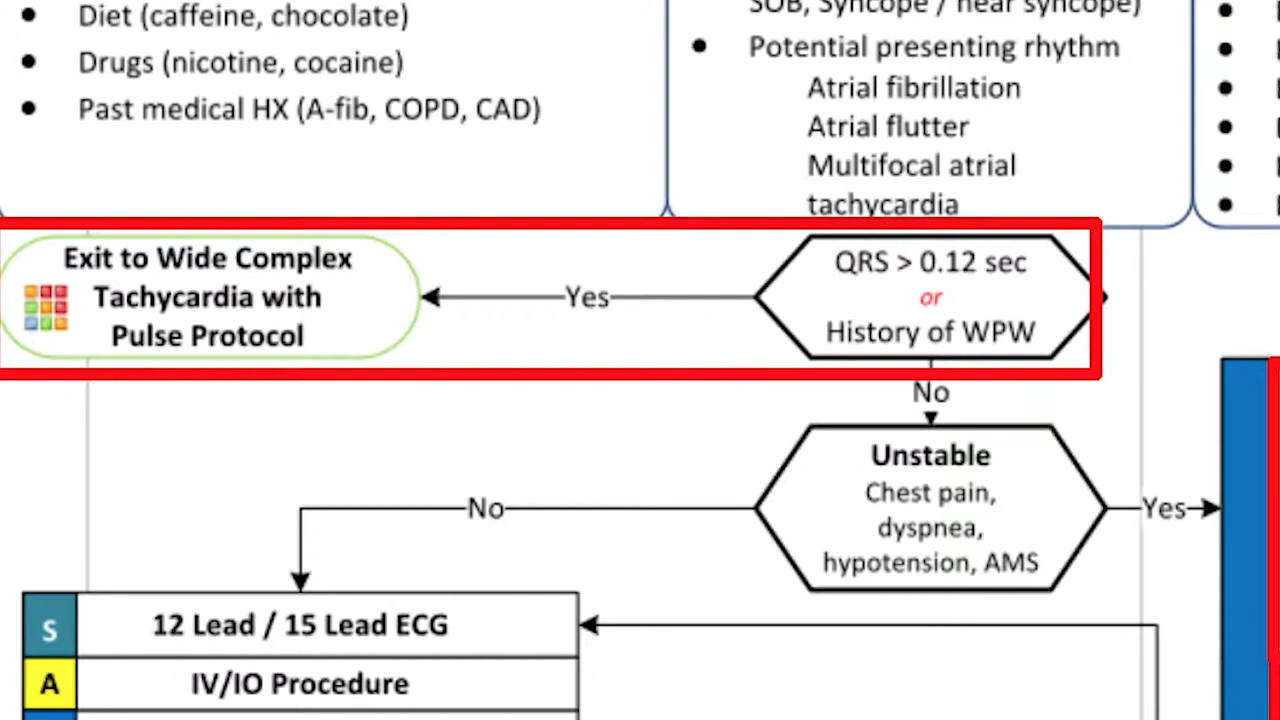 Diet (caffeine, chocolate)
Drugs (nicotine, cocaine)
Past medical HX (A-fib, COPD, CAD)
SOB, Syncope / near syncope)
Potential presenting rhythm
Atrial fibrillation
Atrial flutter
Multifocal atrial
tachycardia
Exit to Wide Complex
Tachycardia with
Pulse Protocol
Yes
QRS > 0.12 sec
or
History of WPW
No
Unstable
Chest pain,
dyspnea,
hypotension, AMS
No
Yes
S
12 Lead / 15 Lead ECG
A
IV/IO Procedure